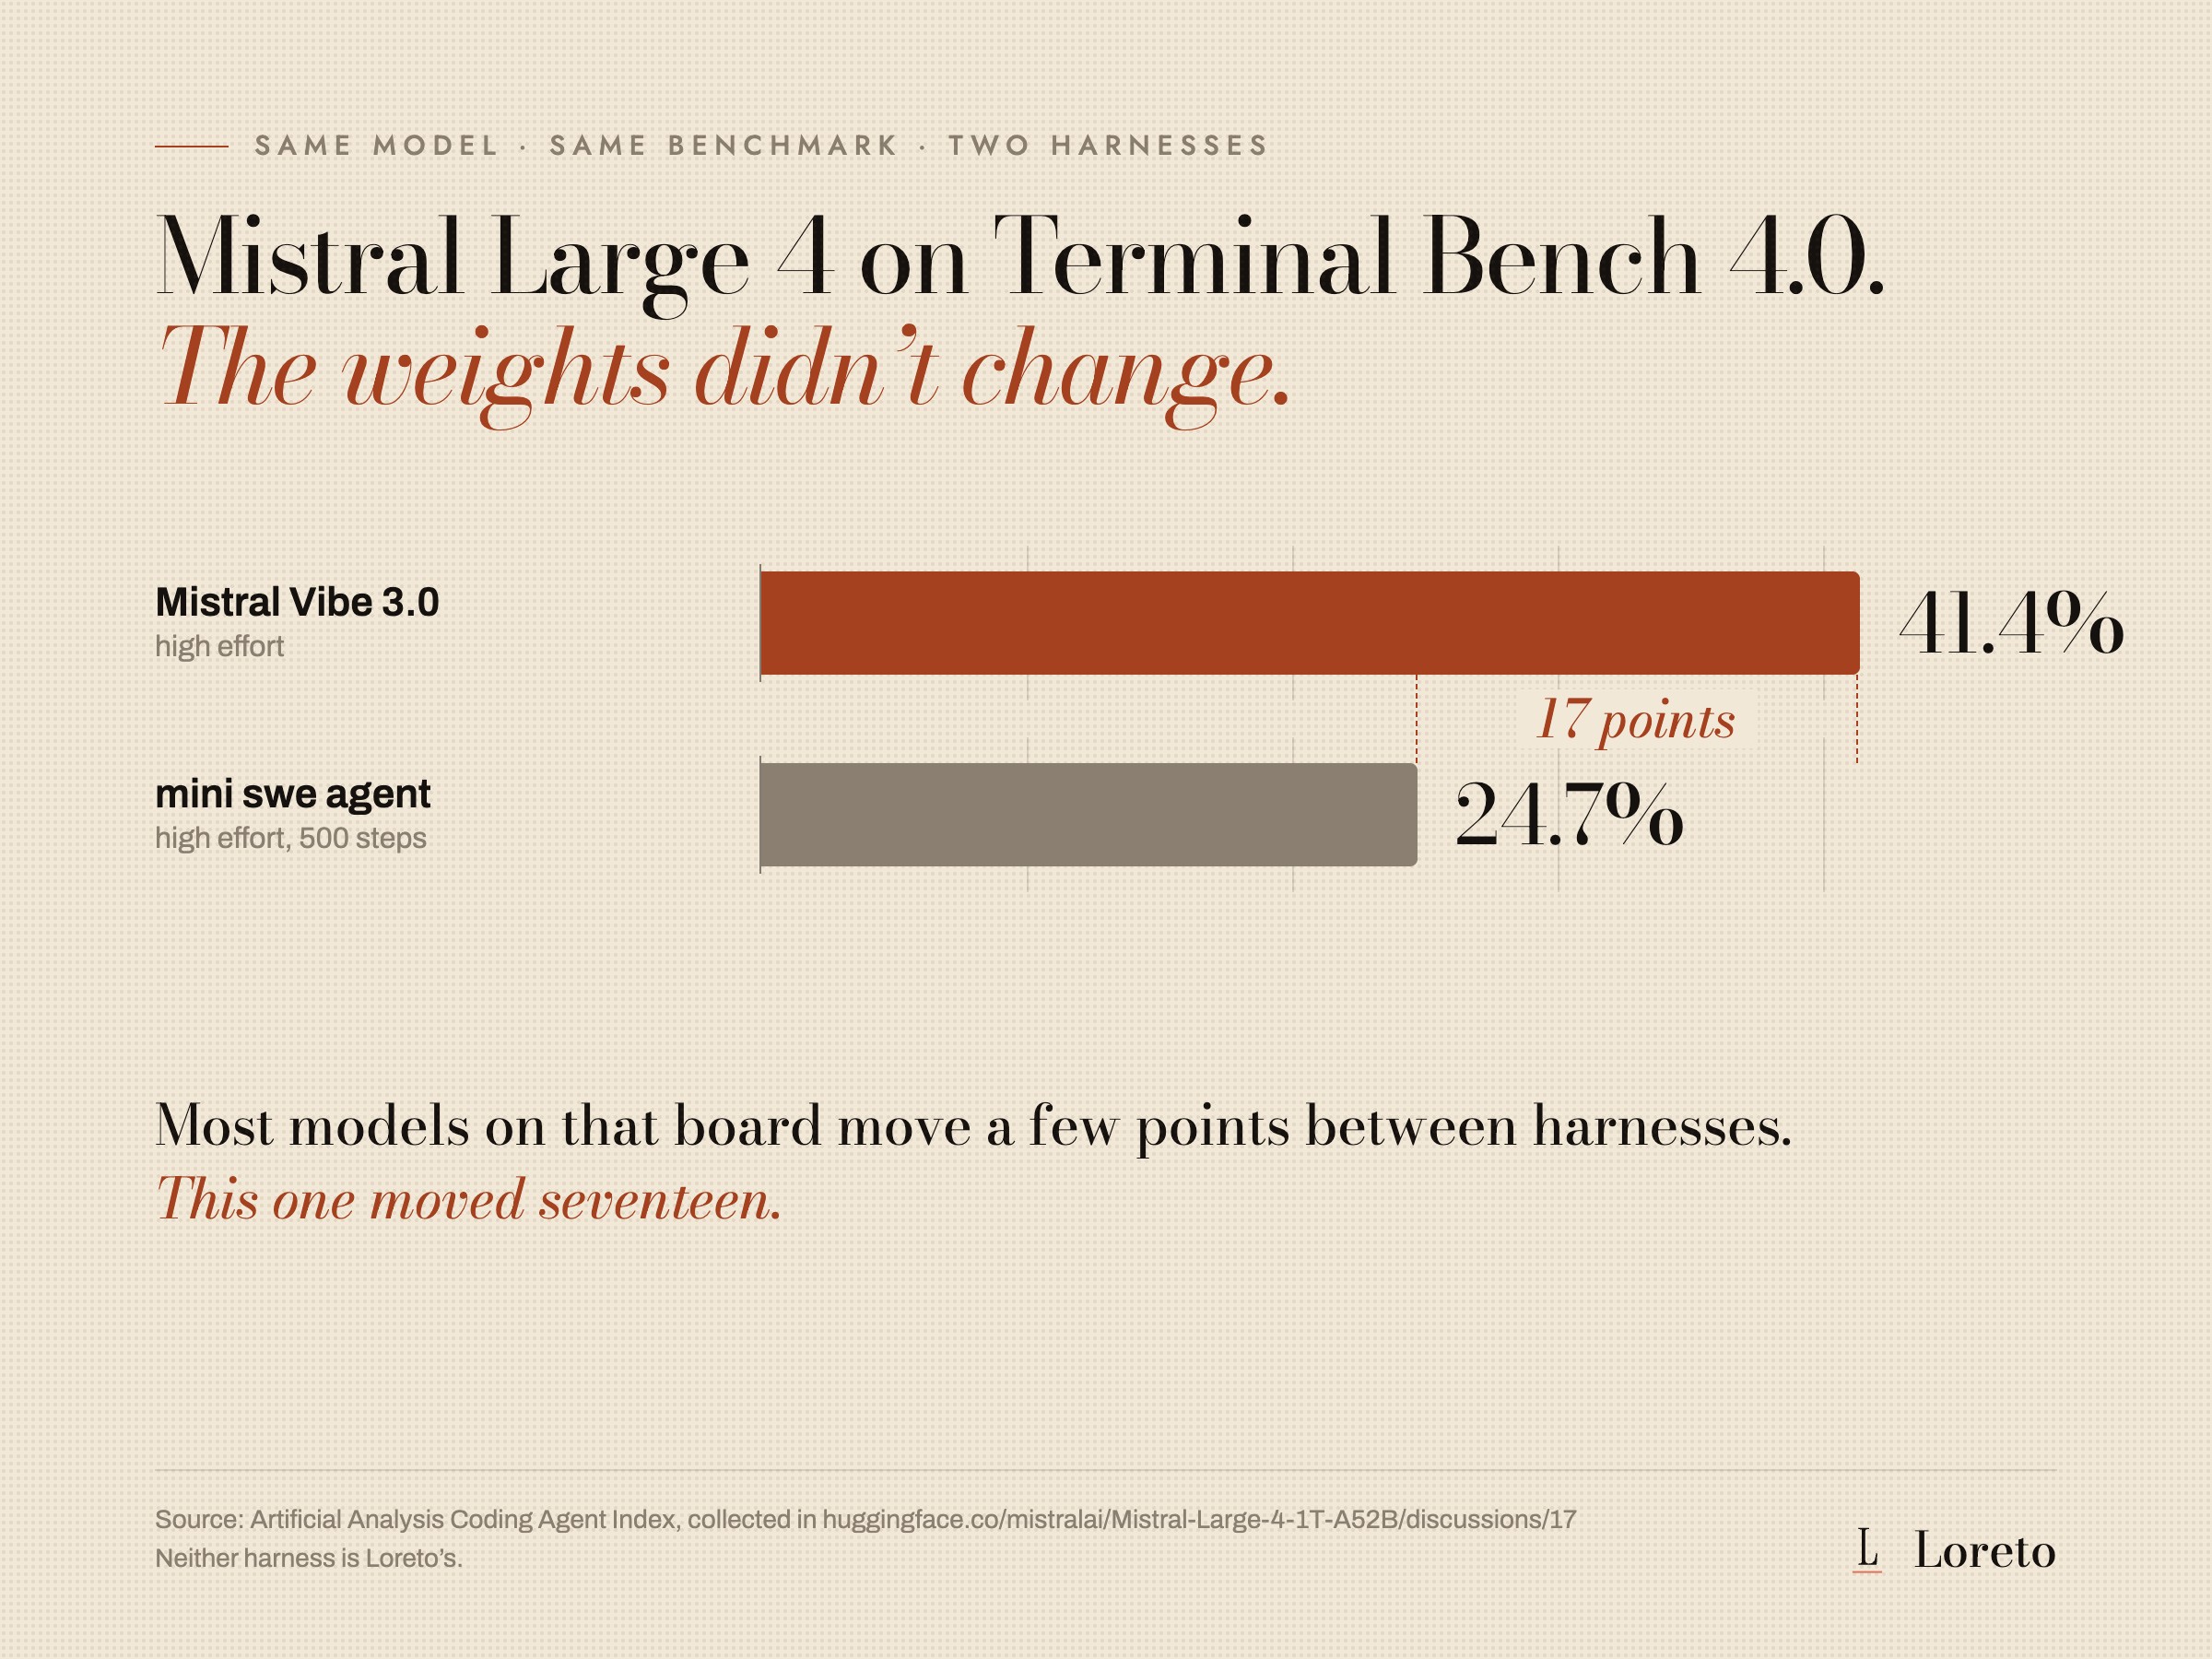 SAME MODEL · SAME BENCHMARK · TWO HARNESSES
Mistral Large 4 on Terminal Bench 4.0.
The weights didn’t change.
Mistral Vibe 3.0
high effort
41.4%
17 points
mini swe agent
high effort, 500 steps
24.7%
Most models on that board move a few points between harnesses.
This one moved seventeen.
Source: Artificial Analysis Coding Agent Index, collected in huggingface.co/mistralai/Mistral-Large-4-1T-A52B/discussions/17
Neither harness is Loreto’s.
L Loreto